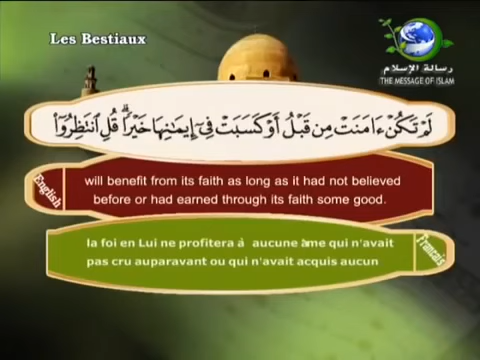 Les Bestiaux
رسالة الإسلام
THE MESSAGE OF ISLAM
لَمْ تَكُنْ ءَامَنَتْ مِن قَبْلُ أَوْ كَسَبَتْ فِىٓ إِيمَـٰنِهَا خَيْرًا ۗ قُلِ ٱنتَظِرُوٓا۟
English
will benefit from its faith as long as it had not believed
before or had earned through its faith some good.
la foi en Lui ne profitera à aucune âme qui n'avait
pas cru auparavant ou qui n'avait acquis aucun
Francais